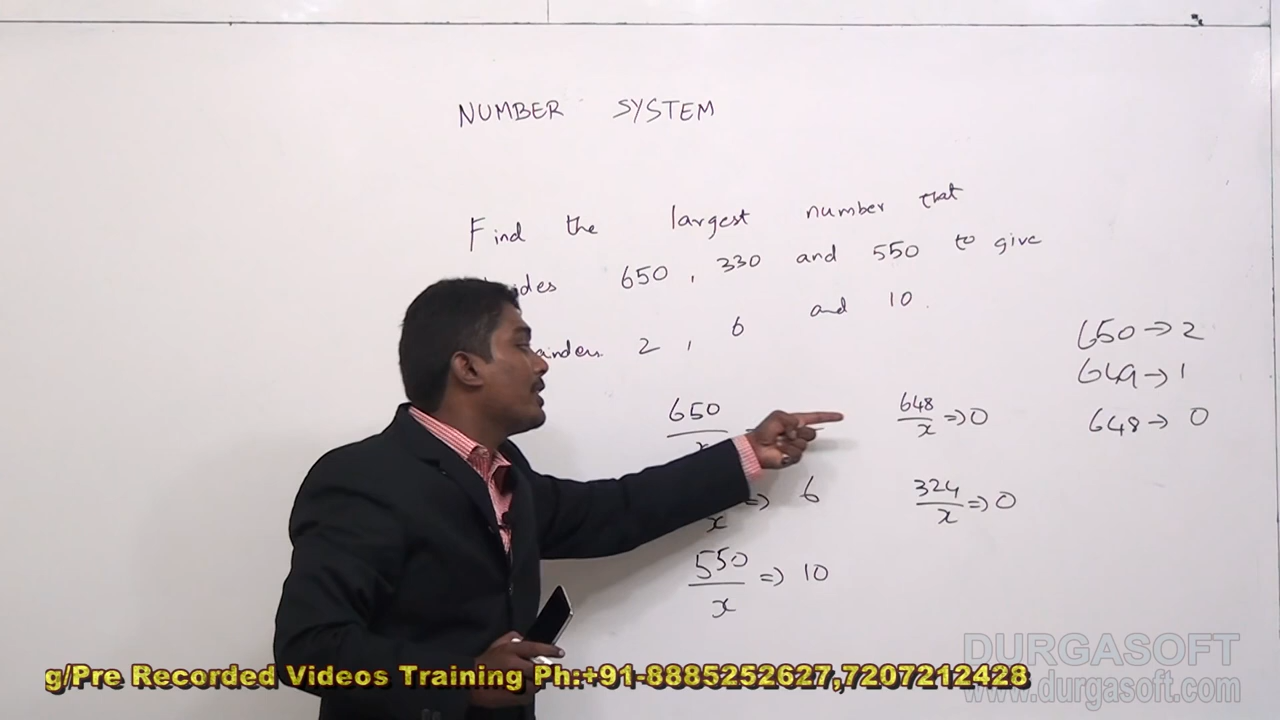 NUMBER SYSTEM
Find the largest number that
ides 650 , 330 and 550 to give
ainders 2 , 6 and 10 .
650 → 2
649 → 1
648 → 0
650 / x
648 / x ⇒ 0
x ⇒ 6
324 / x ⇒ 0
550 / x ⇒ 10
DURGASOFT
www.durgasoft.com
g/Pre Recorded Videos Training Ph:+91-8885252627,7207212428